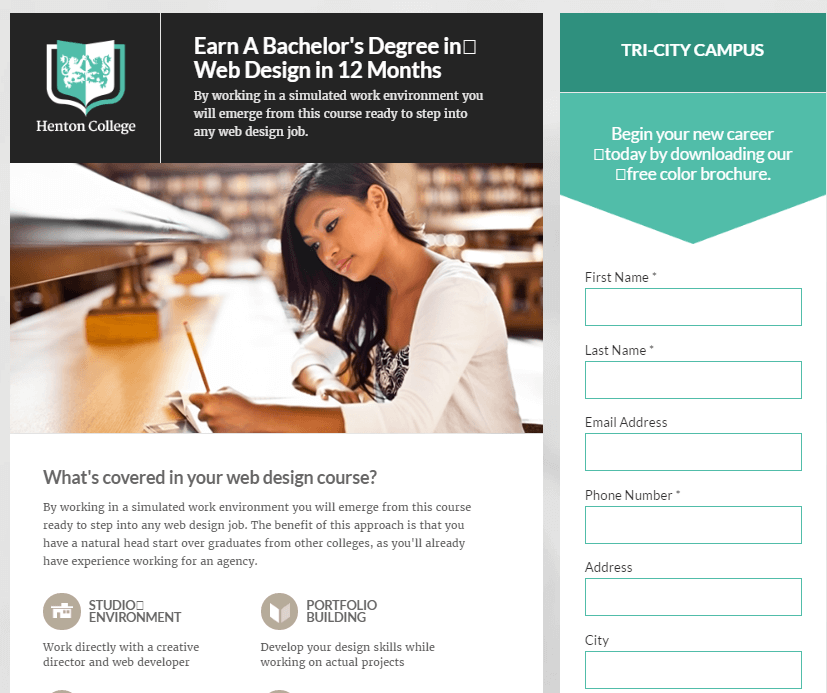 Henton College
Earn A Bachelor's Degree in
Web Design in 12 Months
By working in a simulated work environment you
will emerge from this course ready to step into
any web design job.
What's covered in your web design course?
By working in a simulated work environment you will emerge from this course
ready to step into any web design job. The benefit of this approach is that you
have a natural head start over graduates from other colleges, as you'll already
have experience working for an agency.
STUDIO
ENVIRONMENT
Work directly with a creative
director and web developer
PORTFOLIO
BUILDING
Develop your design skills while
working on actual projects
TRI-CITY CAMPUS
Begin your new career
today by downloading our
free color brochure.
First Name *
Last Name *
Email Address
Phone Number *
Address
City